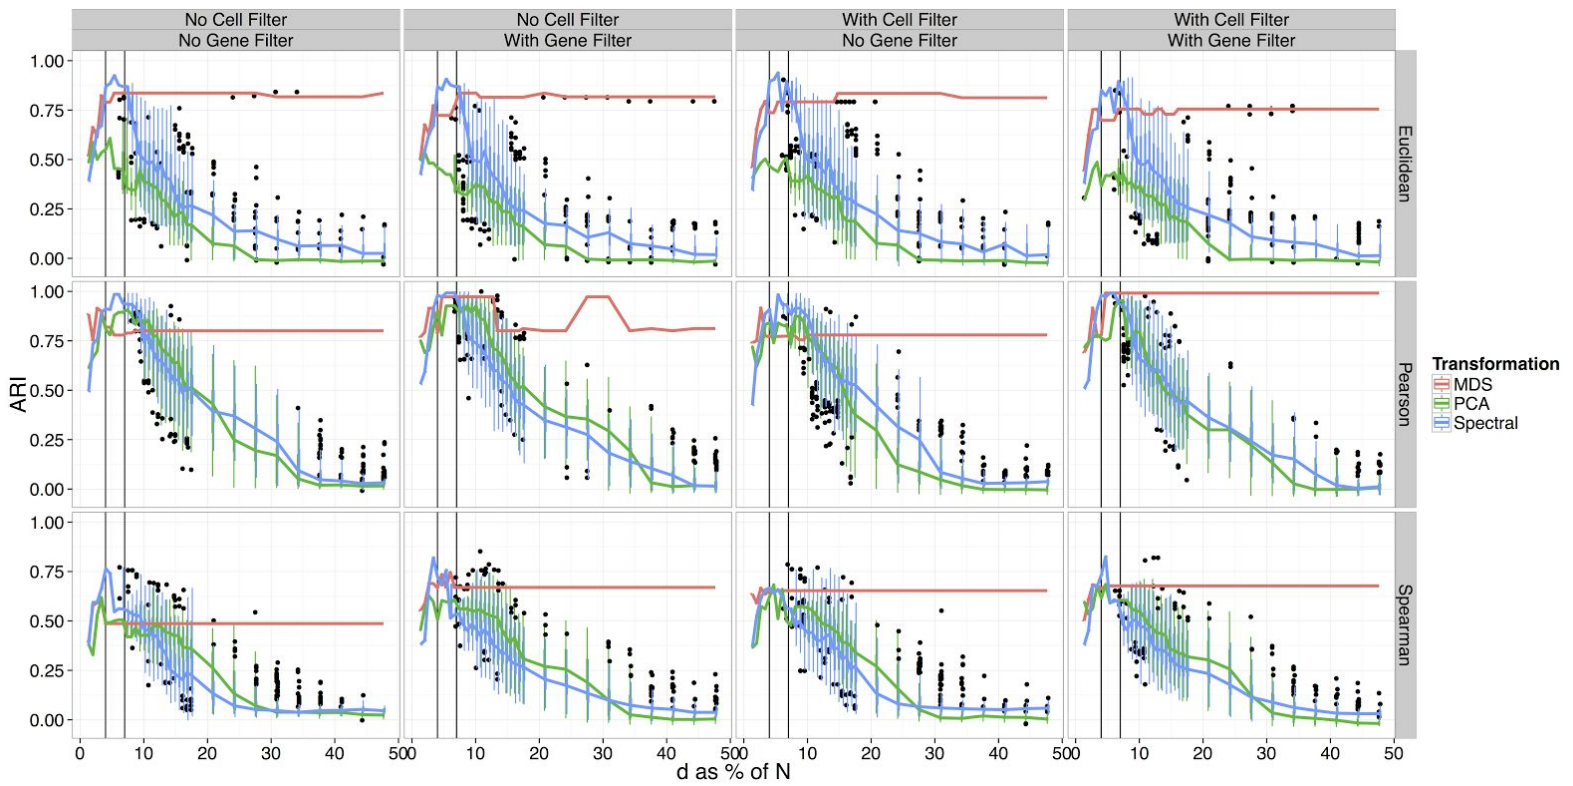 No Cell Filter No Cell Filter With Cell Filter With Cell Filter
No Gene Filter With Gene Filter No Gene Filter With Gene Filter
1.00
0.75
0.50
0.25
0.00
Euclidean
1.00
0.75
0.50
0.25
0.00
Pearson
1.00
0.75
0.50
0.25
0.00
Spearman
ARI
0 10 20 30 40 50 0 10 20 30 40 50 0 10 20 30 40 50 0 10 20 30 40 50
d as % of N
Transformation
MDS
PCA
Spectral